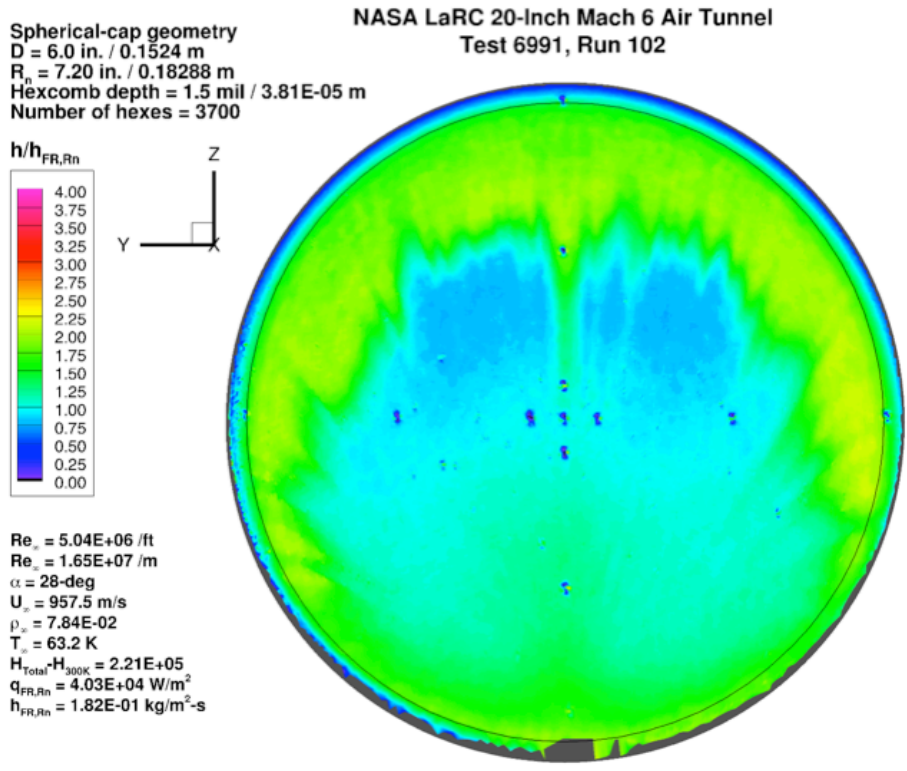 NASA LaRC 20-Inch Mach 6 Air Tunnel
Test 6991, Run 102
Spherical-cap geometry
D = 6.0 in. / 0.1524 m
Rₙ = 7.20 in. / 0.18288 m
Hexcomb depth = 1.5 mil / 3.81E-05 m
Number of hexes = 3700
h/h_FR,Rn
4.00
3.75
3.50
3.25
3.00
2.75
2.50
2.25
2.00
1.75
1.50
1.25
1.00
0.75
0.50
0.25
0.00
Z
Y
X
Re∞ = 5.04E+06 /ft
Re∞ = 1.65E+07 /m
α = 28-deg
U∞ = 957.5 m/s
ρ∞ = 7.84E-02
T∞ = 63.2 K
H_Total-H_300K = 2.21E+05
q_FR,Rn = 4.03E+04 W/m²
h_FR,Rn = 1.82E-01 kg/m²-s